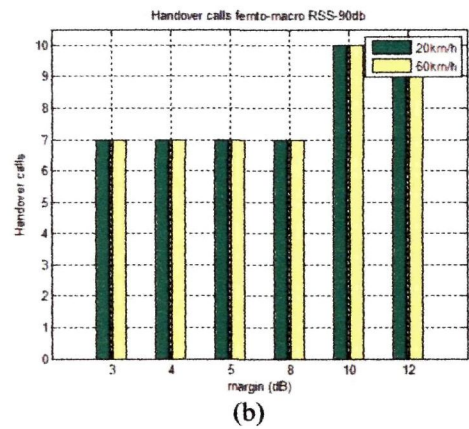 Handover calls femto-macro RSS-90db
20km/h
60km/h
10
9
8
7
6
5
4
3
2
1
0
Handover calls
3 4 5 8 10 12
margin (dB)
(b)